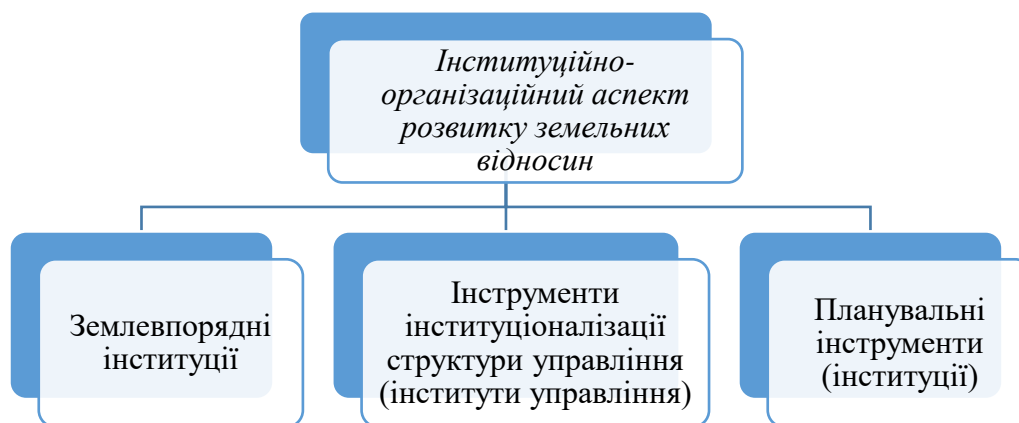 Інституційно-
організаційний аспект
розвитку земельних
відносин
Землевпорядні
інституції
Інструменти
інституціоналізації
структури управління
(інститути управління)
Планувальні
інструменти
(інституції)